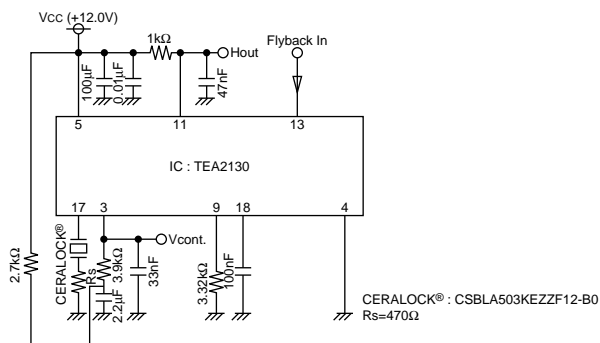 VCC (+12.0V)
1kΩ
Hout
Flyback In
100μF
0.01μF
47nF
5
11
13
IC : TEA2130
17
3
9
18
4
Vcont.
2.7kΩ
CERALOCK®
Rs
3.9kΩ
2.2μF
33nF
3.32kΩ
100nF
CERALOCK® : CSBLA503KEZZF12-B0
Rs=470Ω